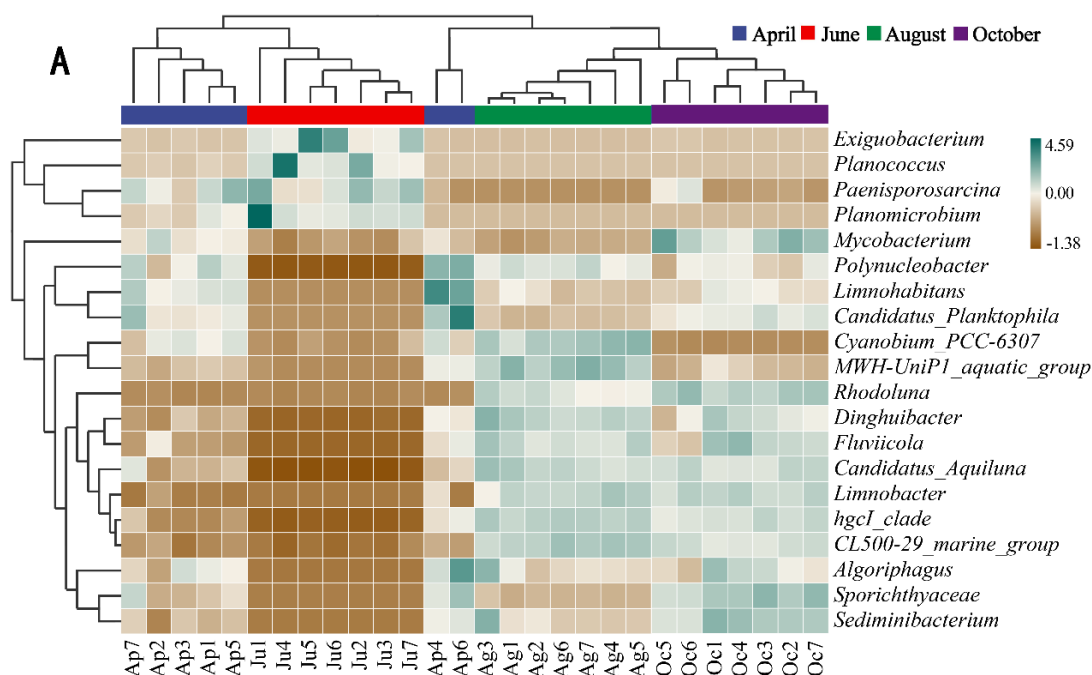 A
April June August October
Exiguobacterium
Planococcus
Paenisporosarcina
Planomicrobium
Mycobacterium
Polynucleobacter
Limnohabitans
Candidatus_Planktophila
Cyanobium_PCC-6307
MWH-UniP1_aquatic_group
Rhodoluna
Dinghuibacter
Fluviicola
Candidatus_Aquiluna
Limnobacter
hgcI_clade
CL500-29_marine_group
Algoriphagus
Sporichthyaceae
Sediminibacterium
4.59
0.00
-1.38
Ap7 Ap2 Ap3 Ap1 Ap5 Ju1 Ju4 Ju5 Ju6 Ju2 Ju3 Ju7 Ap4 Ap6 Ag3 Ag1 Ag2 Ag6 Ag7 Ag4 Ag5 Oc5 Oc6 Oc1 Oc4 Oc3 Oc2 Oc7